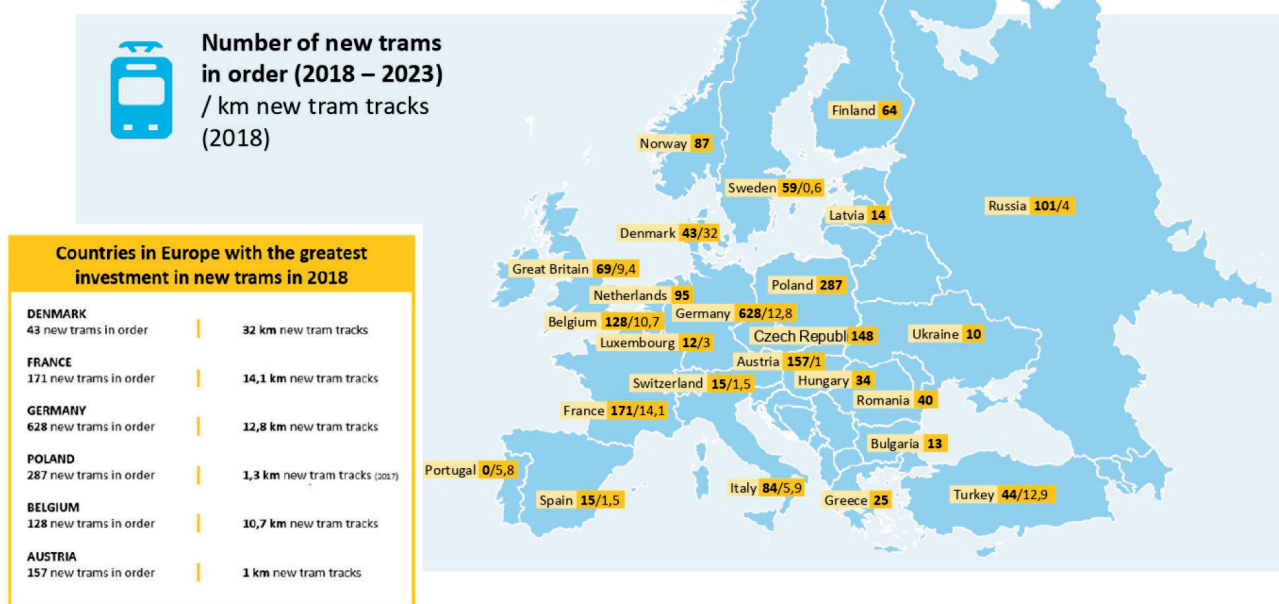 Number of new trams
in order (2018 – 2023)
/ km new tram tracks
(2018)
Countries in Europe with the greatest
investment in new trams in 2018
DENMARK
43 new trams in order | 32 km new tram tracks
FRANCE
171 new trams in order | 14,1 km new tram tracks
GERMANY
628 new trams in order | 12,8 km new tram tracks
POLAND
287 new trams in order | 1,3 km new tram tracks (2017)
BELGIUM
128 new trams in order | 10,7 km new tram tracks
AUSTRIA
157 new trams in order | 1 km new tram tracks
Finland 64
Norway 87
Sweden 59/0,6
Russia 101/4
Latvia 14
Denmark 43/32
Great Britain 69/9,4
Poland 287
Netherlands 95
Germany 628/12,8
Belgium 128/10,7
Czech Republi 148
Ukraine 10
Luxembourg 12/3
Austria 157/1
Switzerland 15/1,5
Hungary 34
Romania 40
France 171/14,1
Bulgaria 13
Portugal 0/5,8
Spain 15/1,5
Italy 84/5,9
Greece 25
Turkey 44/12,9